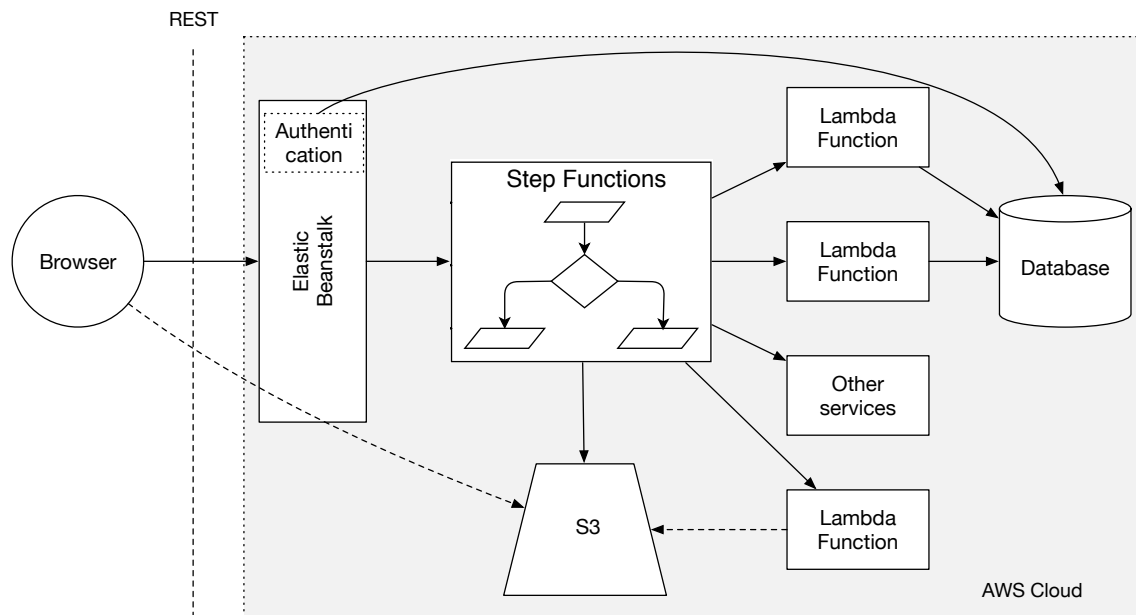 REST
Authenti
cation
Lambda
Function
Step Functions
Browser
Elastic
Beanstalk
Lambda
Function
Database
Other
services
S3
Lambda
Function
AWS Cloud